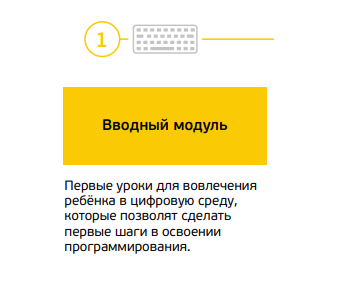 1
Вводный модуль
Первые уроки для вовлечения
ребёнка в цифровую среду,
которые позволят сделать
первые шаги в освоении
программирования.